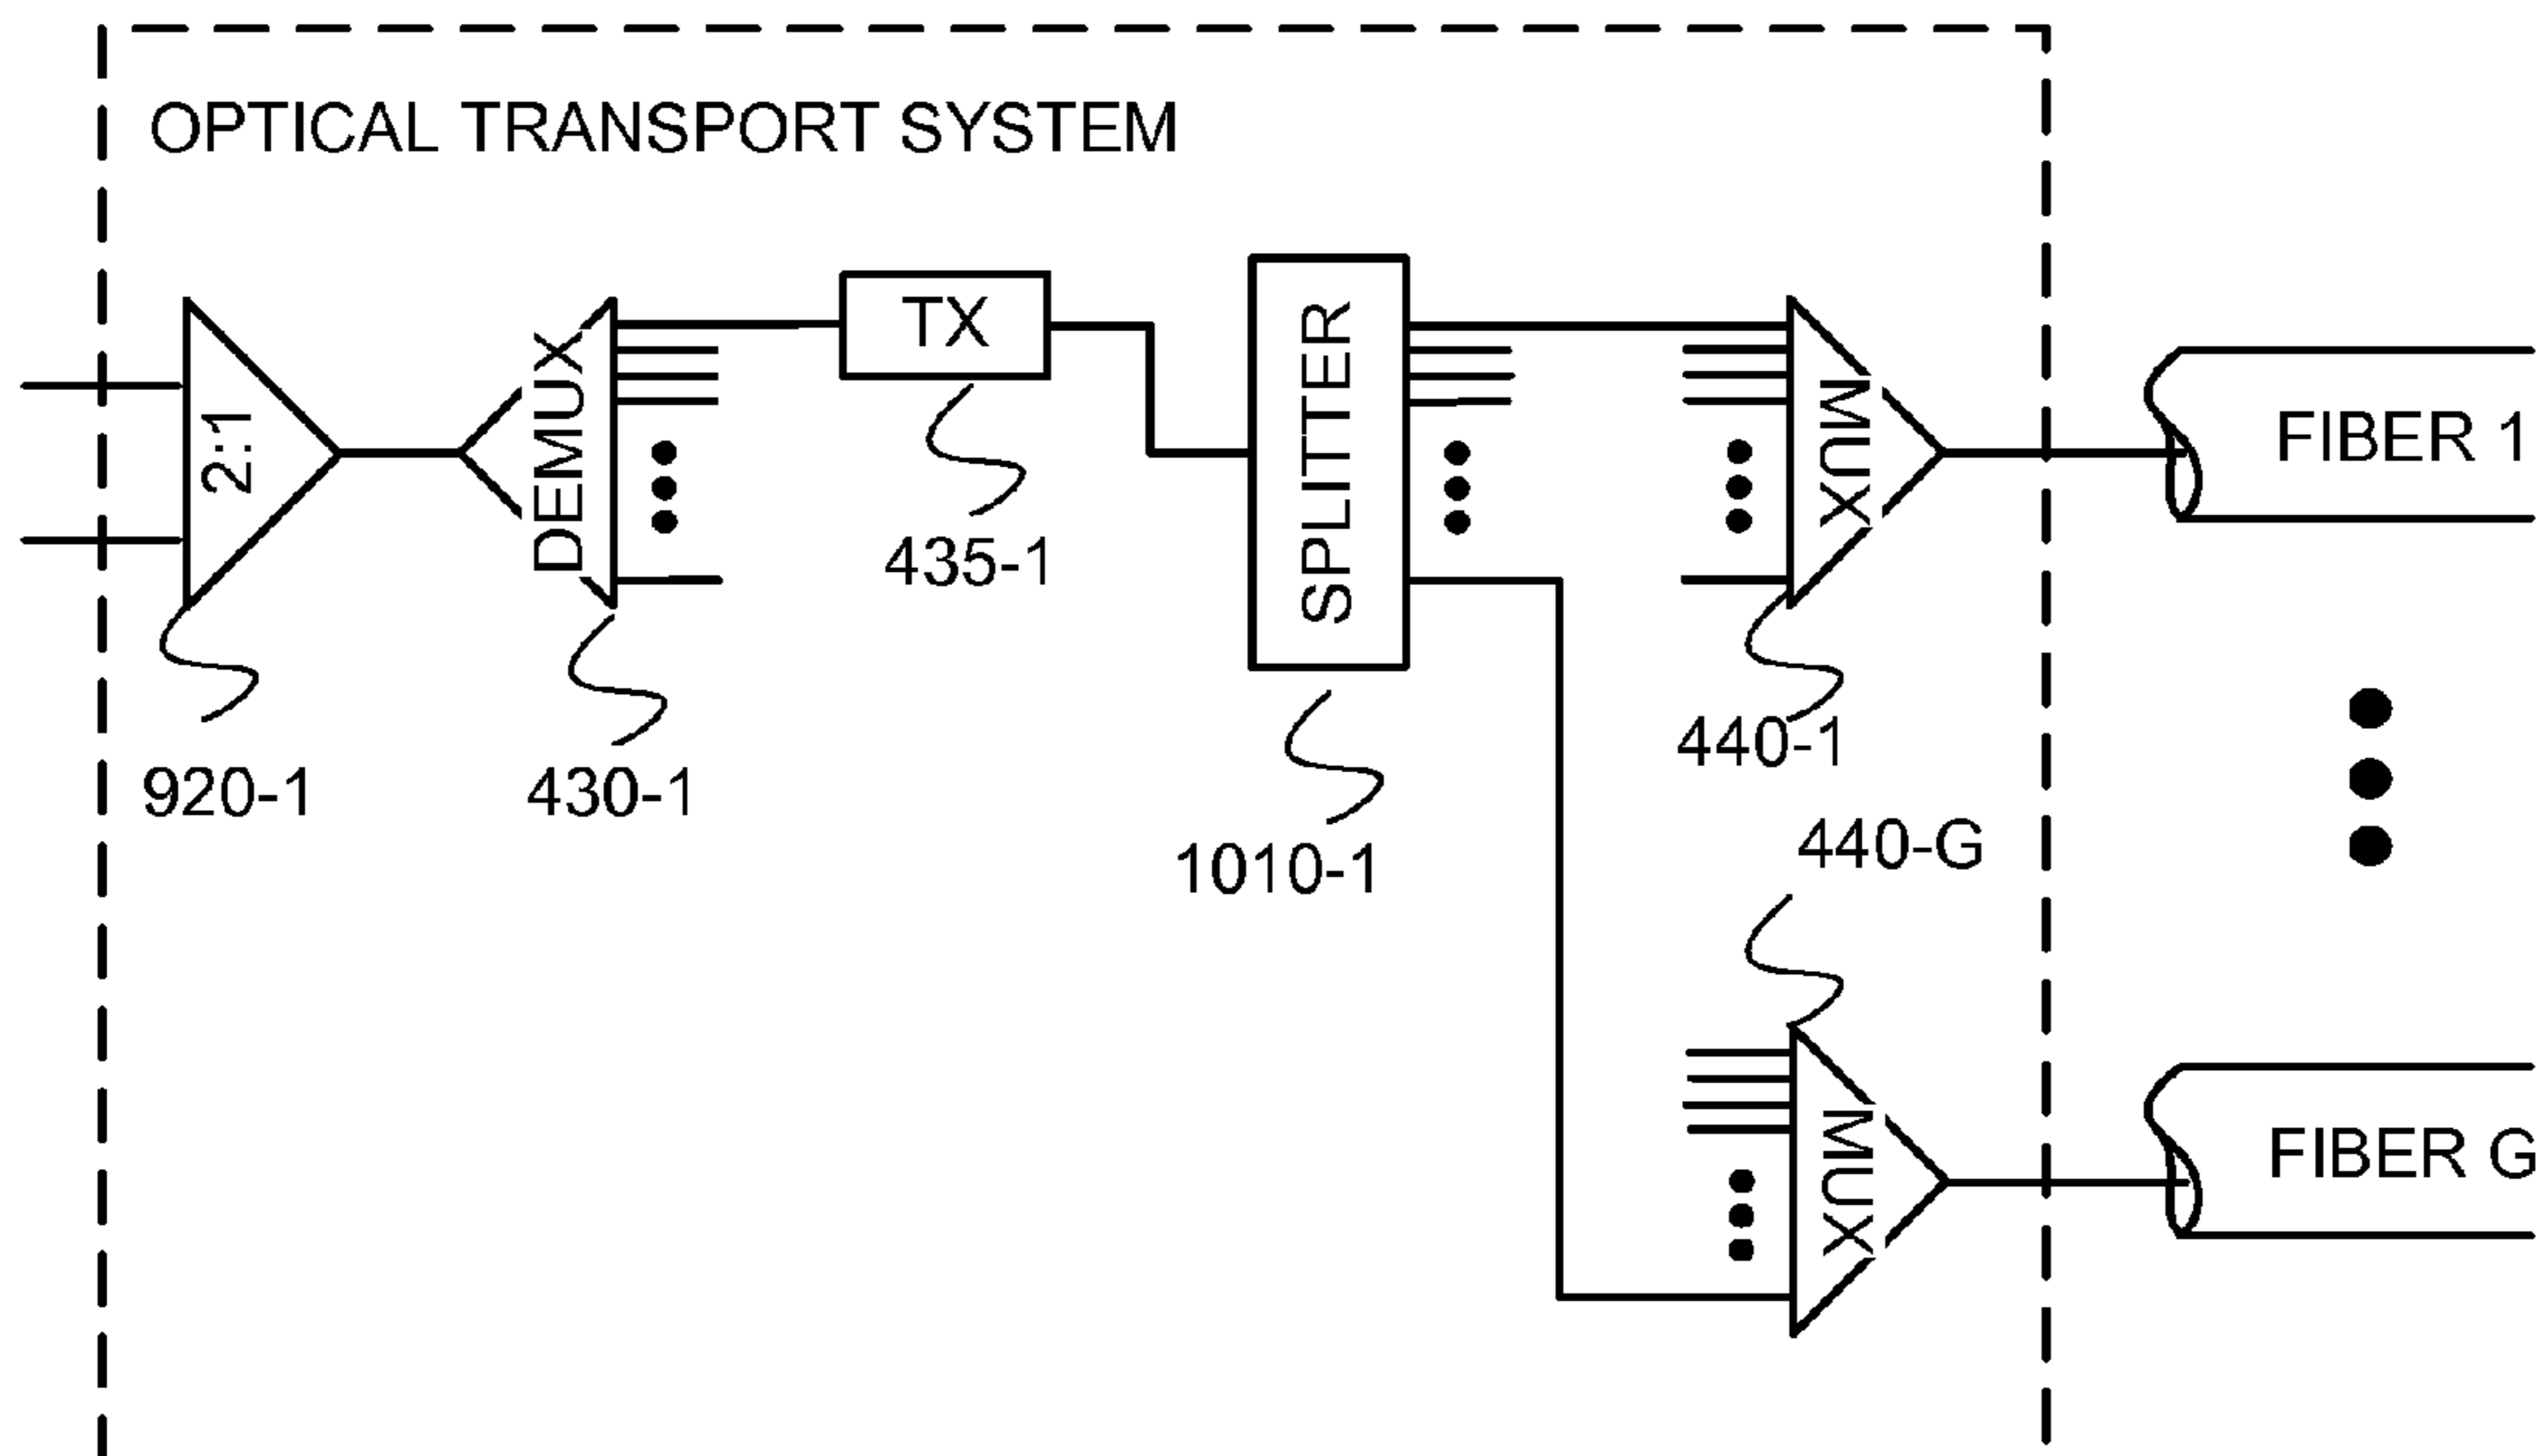 OPTICAL TRANSPORT SYSTEM
2:1
DEMUX
TX
SPLITTER
MUX
FIBER 1
435-1
920-1
430-1
1010-1
440-1
440-G
MUX
FIBER G